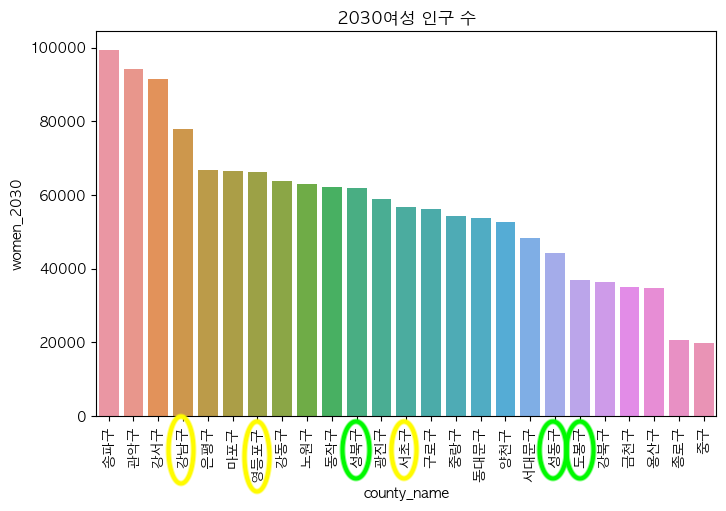 2030여성 인구 수
women_2030
100000
80000
60000
40000
20000
0
송파구
관악구
강서구
강남구
은평구
마포구
영등포구
강동구
노원구
동작구
성북구
광진구
서초구
구로구
중랑구
동대문구
양천구
서대문구
성동구
도봉구
강북구
금천구
용산구
종로구
중구
county_name